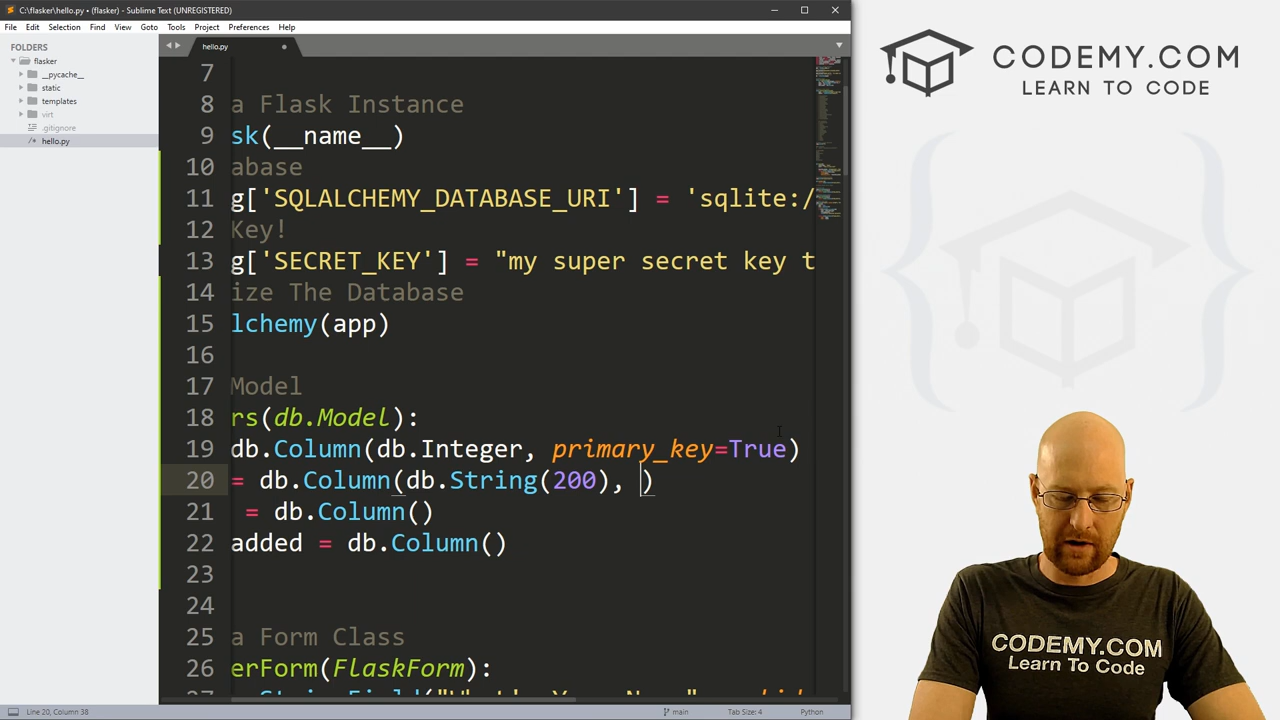 C:\flasker\hello.py • (flasker) - Sublime Text (UNREGISTERED)
File Edit Selection Find View Goto Tools Project Preferences Help
FOLDERS
flasker
__pycache__
static
templates
virt
.gitignore
hello.py
hello.py
7
8 a Flask Instance
9 sk(__name__)
10 abase
11 g['SQLALCHEMY_DATABASE_URI'] = 'sqlite:/
12 Key!
13 g['SECRET_KEY'] = "my super secret key t
14 ize The Database
15 lchemy(app)
16
17 Model
18 rs(db.Model):
19 db.Column(db.Integer, primary_key=True)
20 = db.Column(db.String(200), )
21 = db.Column()
22 added = db.Column()
23
24
25 a Form Class
26 erForm(FlaskForm):
Line 20, Column 38
main
Tab Size: 4
Python
CODEMY.COM
LEARN TO CODE
CODEMY.COM
Learn To Code